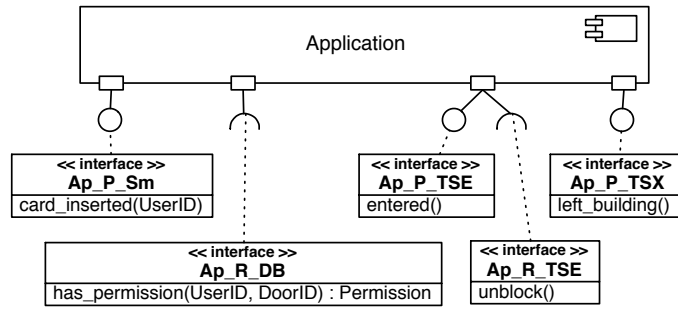 Application
<< interface >>
Ap_P_Sm
card_inserted(UserID)
<< interface >>
Ap_P_TSE
entered()
<< interface >>
Ap_P_TSX
left_building()
<< interface >>
Ap_R_DB
has_permission(UserID, DoorID) : Permission
<< interface >>
Ap_R_TSE
unblock()